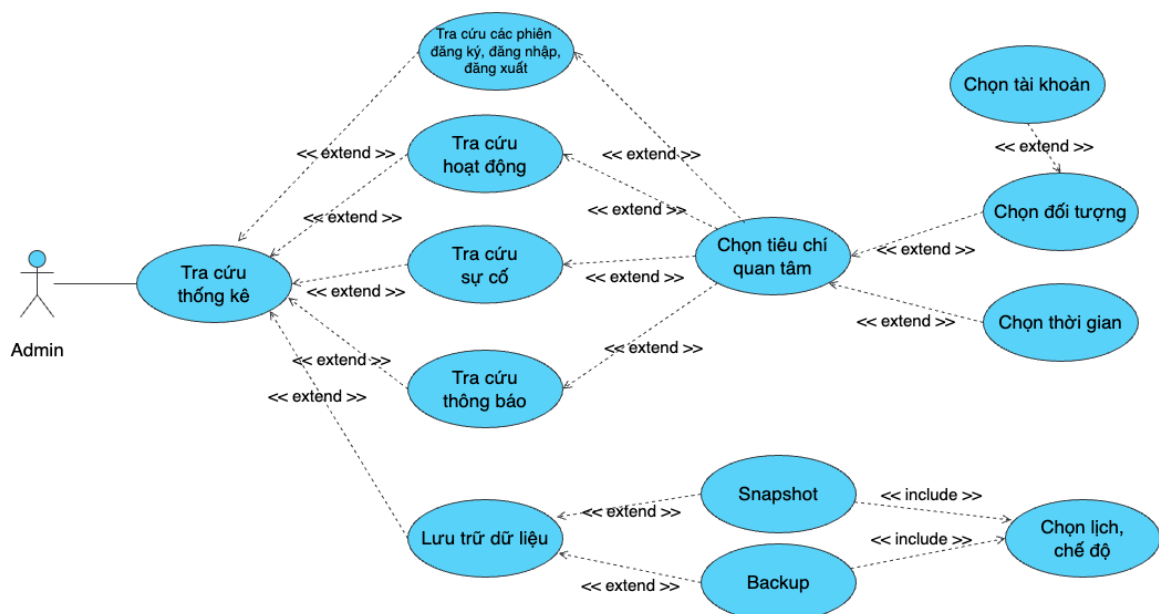 Tra cứu các phiên
đăng ký, đăng nhập,
đăng xuất
Chọn tài khoản
<< extend >>
<< extend >>
<< extend >>
Tra cứu
hoạt động
<< extend >>
<< extend >>
Chọn đối tượng
<< extend >>
Tra cứu
thống kê
Tra cứu
sự cố
<< extend >>
<< extend >>
Chọn tiêu chí
quan tâm
Chọn thời gian
<< extend >>
Admin
<< extend >>
<< extend >>
Tra cứu
thông báo
<< extend >>
Lưu trữ dữ liệu
Snapshot
<< extend >>
<< include >>
Chọn lịch,
chế độ
<< include >>
Backup
<< extend >>